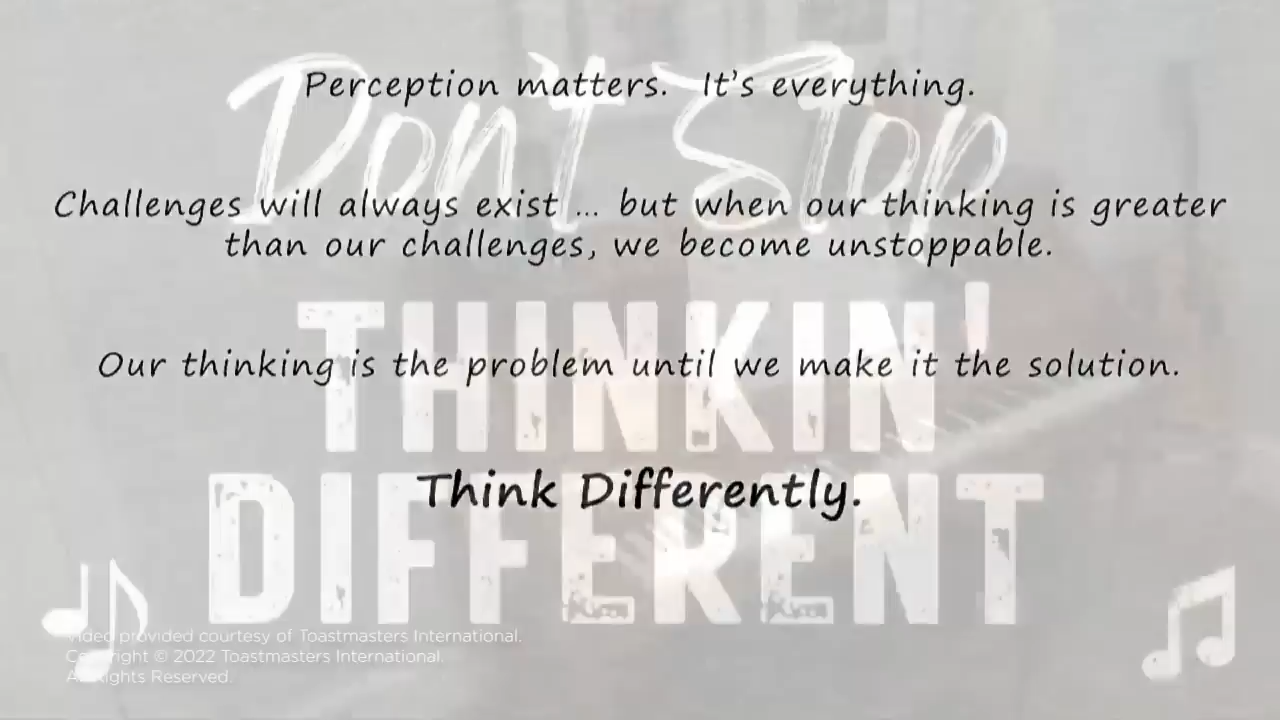 Perception matters. It's everything.
Don't Stop
Challenges will always exist ... but when our thinking is greater
than our challenges, we become unstoppable.
THINKIN'
Our thinking is the problem until we make it the solution.
Think Differently.
DIFFERENT
Video provided courtesy of Toastmasters International.
Copyright © 2022 Toastmasters International.
All Rights Reserved.